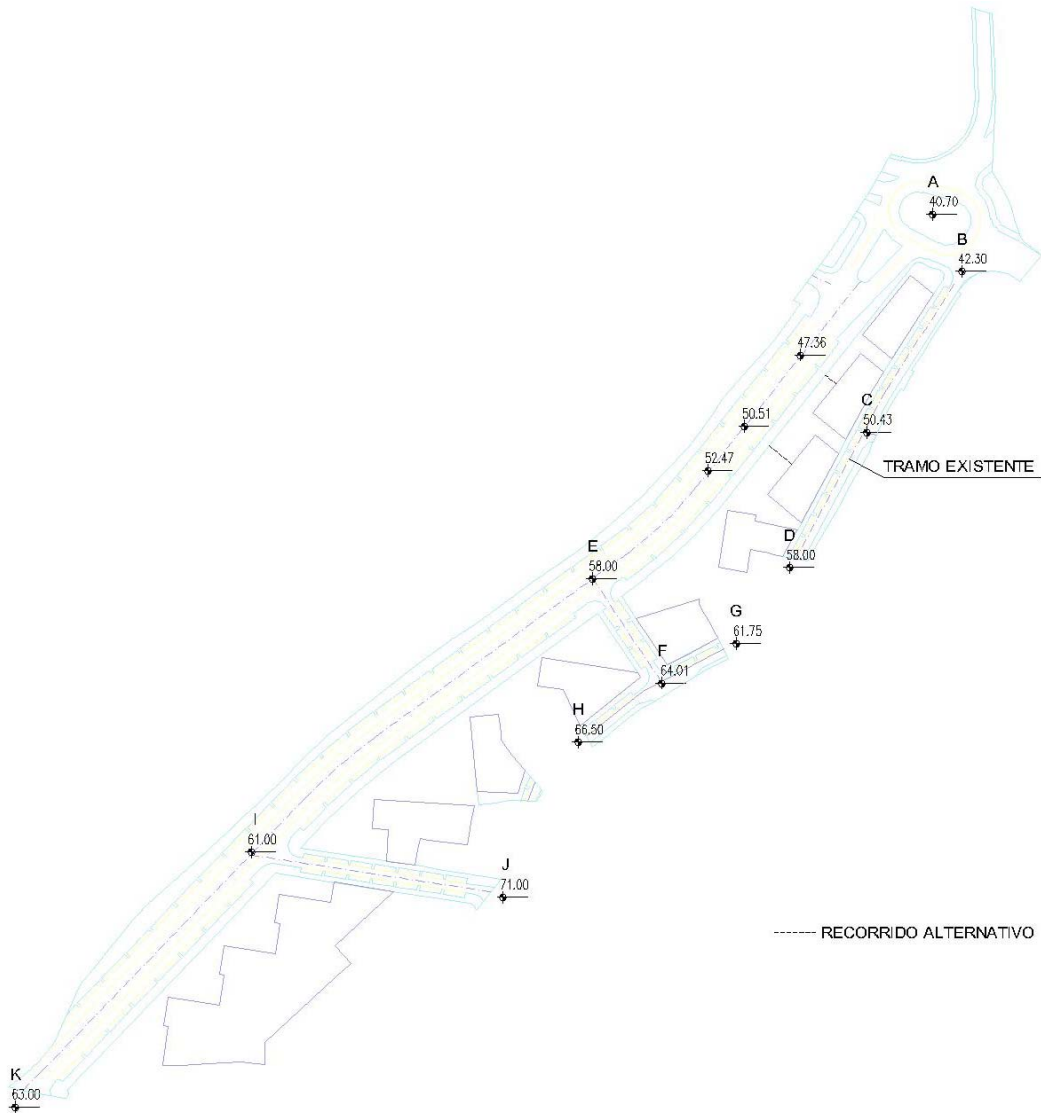 A
40.70
B
42.30
47.36
C
50.43
50.51
52.47
TRAMO EXISTENTE
D
58.00
E
58.00
G
61.75
F
64.01
H
66.50
I
61.00
J
71.00
RECORRIDO ALTERNATIVO
K
63.00